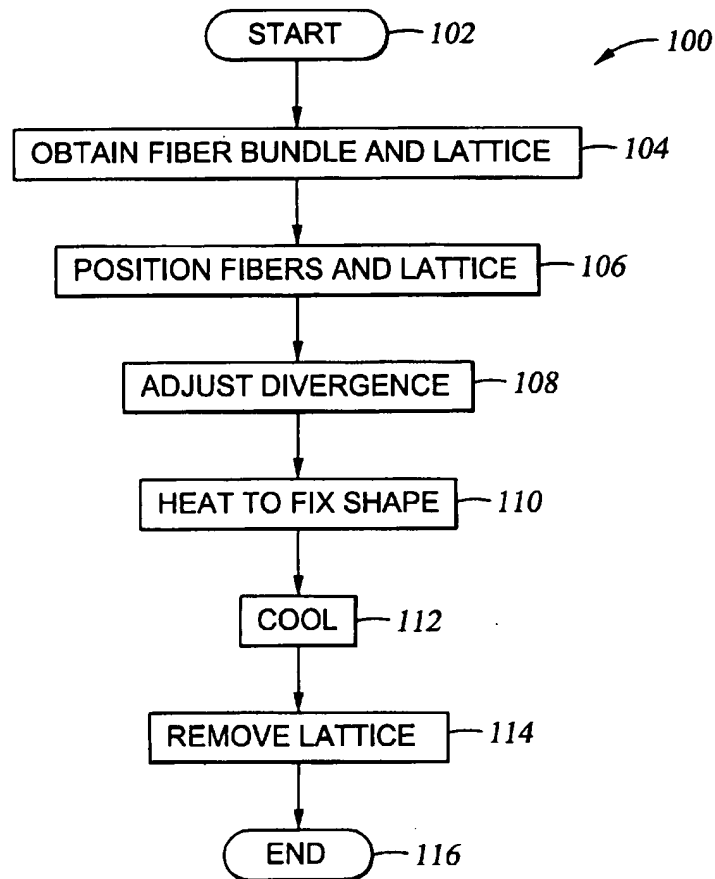 START 102
100
OBTAIN FIBER BUNDLE AND LATTICE 104
POSITION FIBERS AND LATTICE 106
ADJUST DIVERGENCE 108
HEAT TO FIX SHAPE 110
COOL 112
REMOVE LATTICE 114
END 116